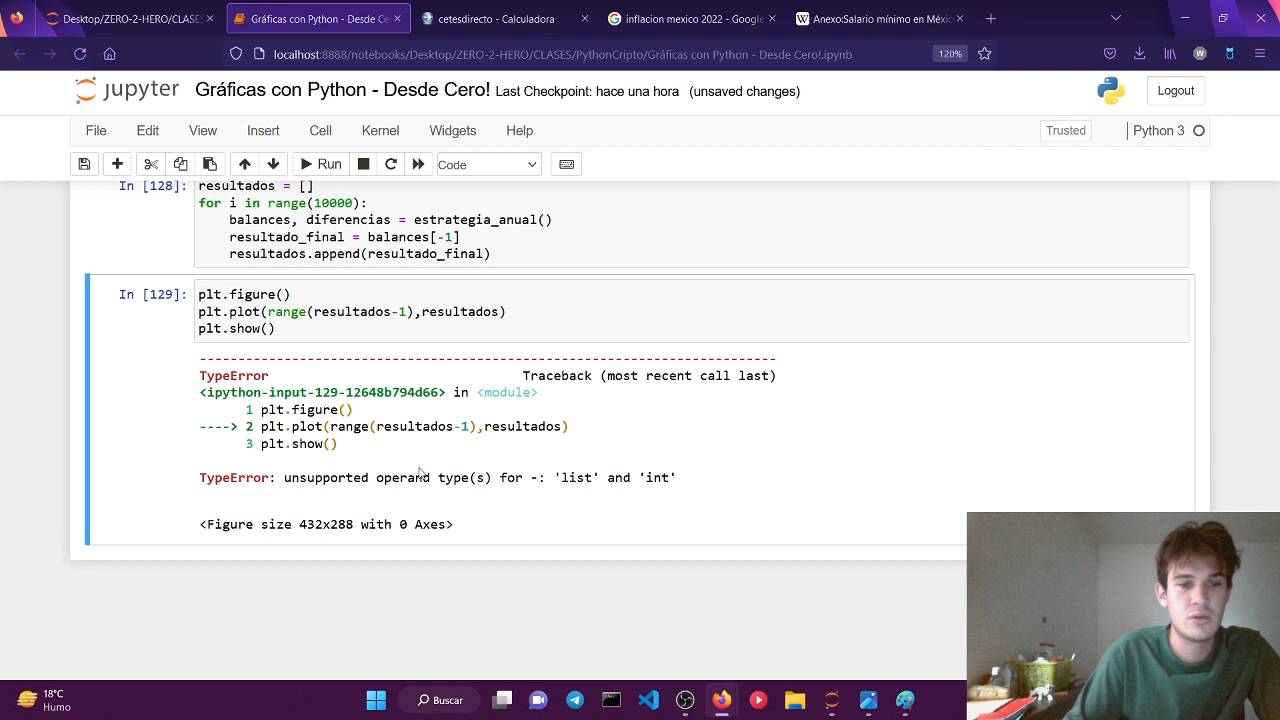 Desktop/ZERO-2-HERO/CLASES
Gráficas con Python - Desde Ce
etesdirecto - Calculadora
inflacion mexico 2022 - Google
Anexo:Salario mínimo en Méxic
localhost:8888/notebooks/Desktop/ZERO-2-HERO/CLASES/PythonCripto/Gráficas con Python - Desde Cero!.ipynb
120%
W
jupyter
Gráficas con Python - Desde Cero! Last Checkpoint: hace una hora (unsaved changes)
Logout
File Edit View Insert Cell Kernel Widgets Help
Trusted
Python 3
Run
Code
In [128]: resultados = []
for i in range(10000):
    balances, diferencias = estrategia_anual()
    resultado_final = balances[-1]
    resultados.append(resultado_final)
In [129]: plt.figure()
plt.plot(range(resultados-1),resultados)
plt.show()
---------------------------------------------------------------------------
TypeError Traceback (most recent call last)
<ipython-input-129-12648b794d66> in <module>
1 plt.figure()
----> 2 plt.plot(range(resultados-1),resultados)
3 plt.show()
TypeError: unsupported operand type(s) for -: 'list' and 'int'
<Figure size 432x288 with 0 Axes>
18°C
Humo
Buscar